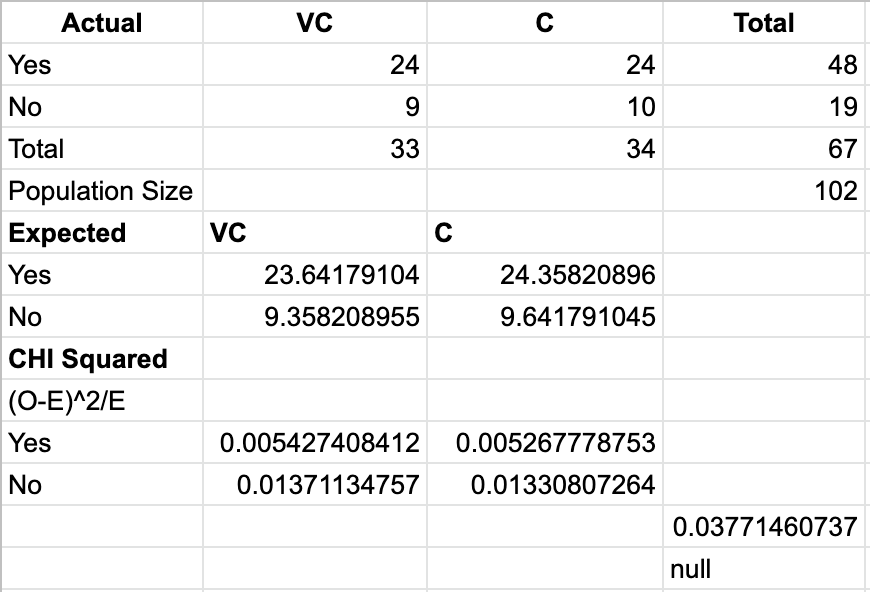 Actual VC C Total
Yes 24 24 48
No 9 10 19
Total 33 34 67
Population Size 102
Expected VC C
Yes 23.64179104 24.35820896
No 9.358208955 9.641791045
CHI Squared
(O-E)^2/E
Yes 0.005427408412 0.005267778753
No 0.01371134757 0.01330807264
0.03771460737
null